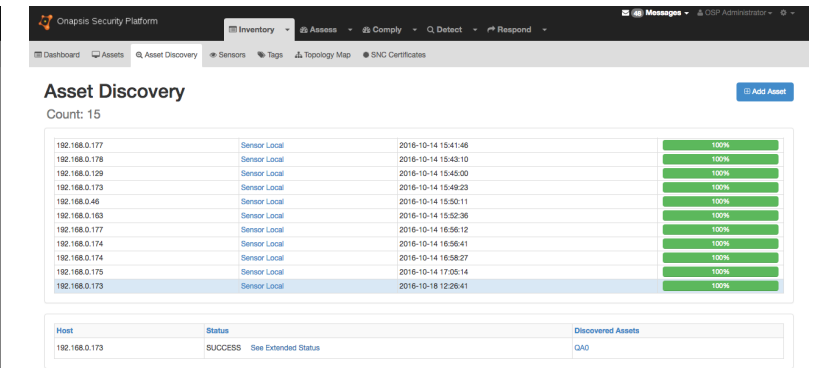 Onapsis Security Platform
46 Messages OSP Administrator
Inventory Assess Comply Detect Respond
Dashboard Assets Asset Discovery Sensors Tags Topology Map SNC Certificates
Asset Discovery
Add Asset
Count: 15
192.168.0.177 Sensor Local 2016-10-14 15:41:46 100%
192.168.0.178 Sensor Local 2016-10-14 15:43:10 100%
192.168.0.129 Sensor Local 2016-10-14 15:45:00 100%
192.168.0.173 Sensor Local 2016-10-14 15:49:23 100%
192.168.0.46 Sensor Local 2016-10-14 15:50:11 100%
192.168.0.163 Sensor Local 2016-10-14 15:52:36 100%
192.168.0.177 Sensor Local 2016-10-14 16:56:12 100%
192.168.0.174 Sensor Local 2016-10-14 16:56:41 100%
192.168.0.174 Sensor Local 2016-10-14 16:58:27 100%
192.168.0.175 Sensor Local 2016-10-14 17:05:14 100%
192.168.0.173 Sensor Local 2016-10-18 12:26:41 100%
Host Status Discovered Assets
192.168.0.173 SUCCESS See Extended Status QA0